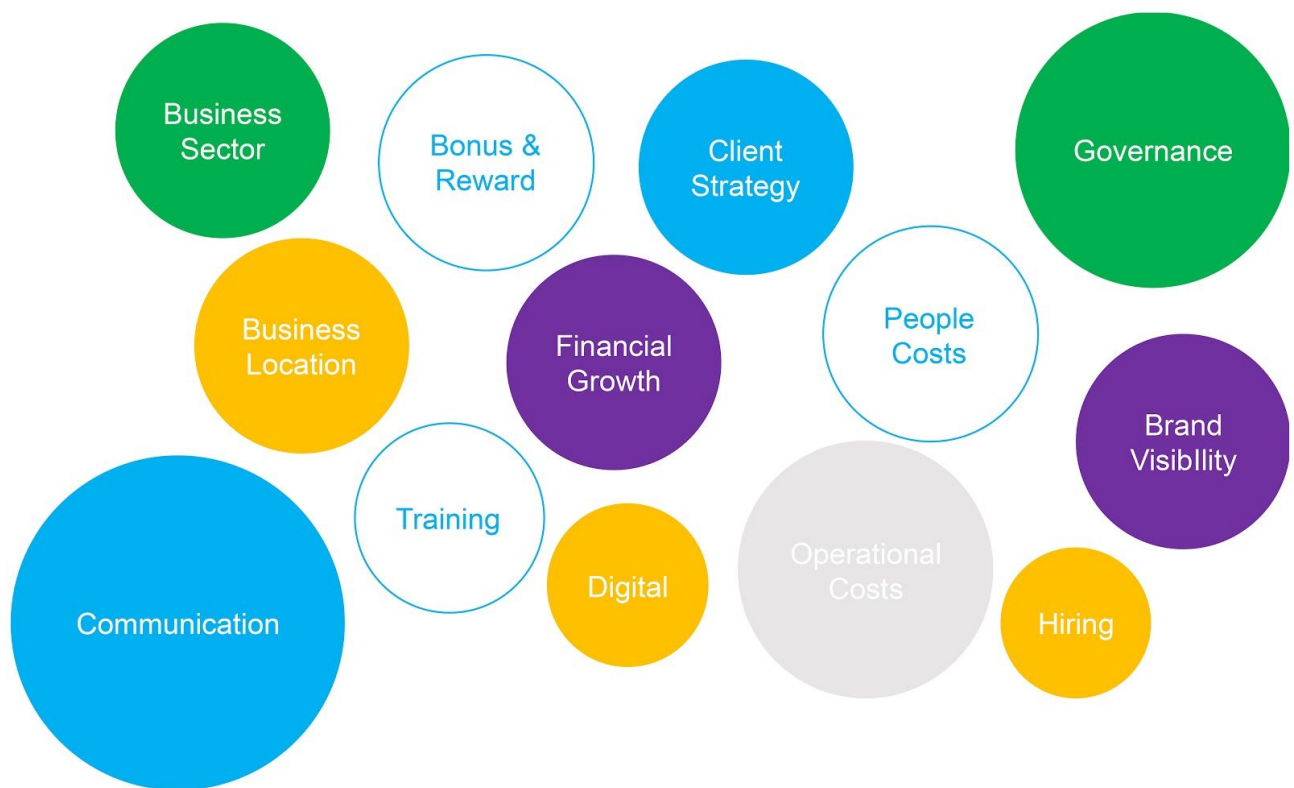 Business
Sector
Bonus &
Reward
Client
Strategy
Governance
Business
Location
Financial
Growth
People
Costs
Brand
VisibIlity
Communication
Training
Digital
Operational
Costs
Hiring